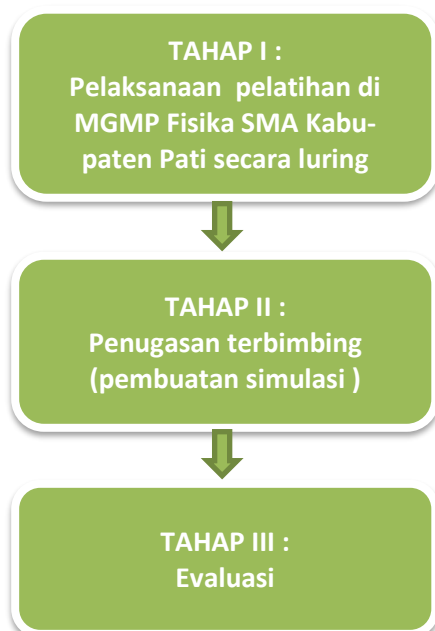 TAHAP I :
Pelaksanaan pelatihan di
MGMP Fisika SMA Kabu-
paten Pati secara luring
TAHAP II :
Penugasan terbimbing
(pembuatan simulasi )
TAHAP III :
Evaluasi